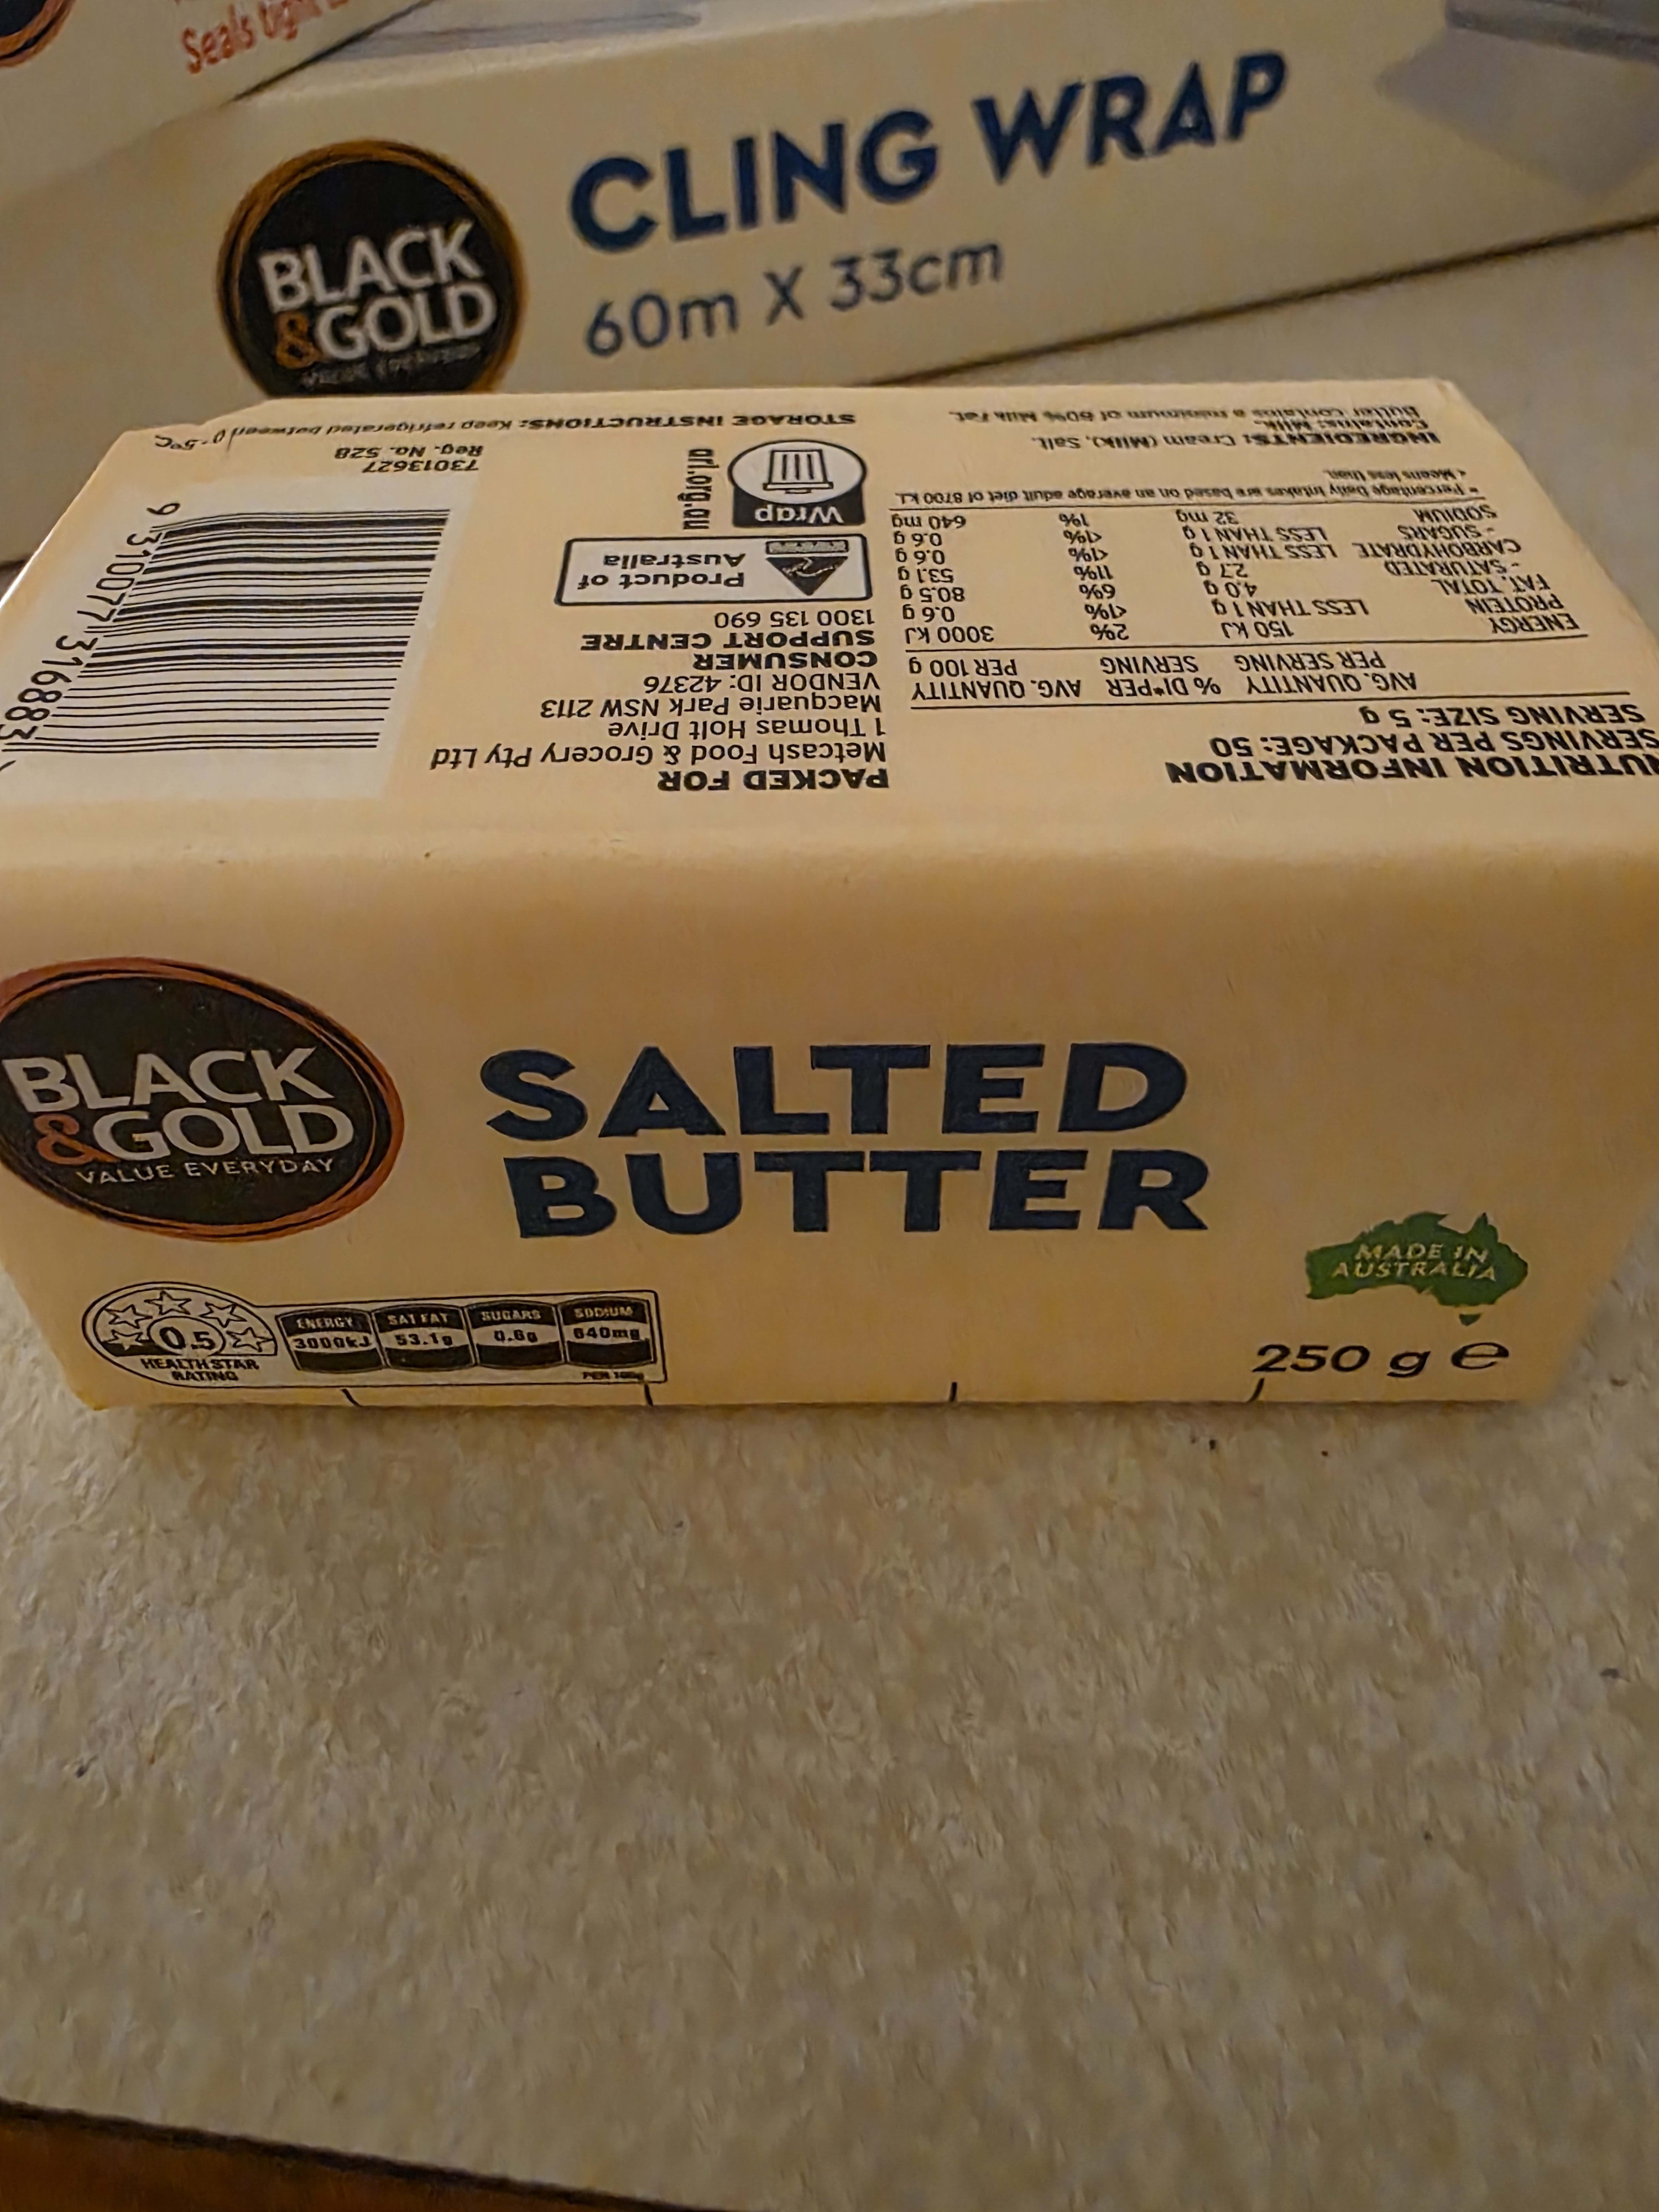 Seals tight
BLACK
&GOLD
CLING WRAP
60m X 33cm
BLACK
&GOLD
VALUE EVERYDAY
SALTED
BUTTER
MADE IN
AUSTRALIA
250 g e
0.5
HEALTH STAR
RATING
ENERGY
3000kJ
SAT FAT
53.1g
SUGARS
0.6g
SODIUM
640mg
PER 100g
NUTRITION INFORMATION
SERVINGS PER PACKAGE: 50
SERVING SIZE: 5 g
AVG. QUANTITY % DI* PER AVG. QUANTITY
PER SERVING SERVING PER 100 g
ENERGY 150 kJ 2% 3000 kJ
PROTEIN LESS THAN 1 g <1% 0.6 g
FAT, TOTAL 4.0 g 6% 80.5 g
- SATURATED 2.7 g 11% 53.1 g
CARBOHYDRATE LESS THAN 1 g <1% 0.6 g
- SUGARS LESS THAN 1 g <1% 0.6 g
SODIUM 32 mg 1% 640 mg
* Percentage Daily Intakes are based on an average adult diet of 8700 kJ.
< Means less than.
INGREDIENTS: Cream (Milk), Salt.
Contains: Milk.
Butter contains a minimum of 80% Milk Fat.
PACKED FOR
Metcash Food & Grocery Pty Ltd
1 Thomas Holt Drive
Macquarie Park NSW 2113
VENDOR ID: 42376
CONSUMER
SUPPORT CENTRE
1300 135 690
Product of
Australia
Wrap
arl.org.au
STORAGE INSTRUCTIONS: Keep refrigerated between 0 - 5°C
9 310077 316883
73013627
Reg. No. 528